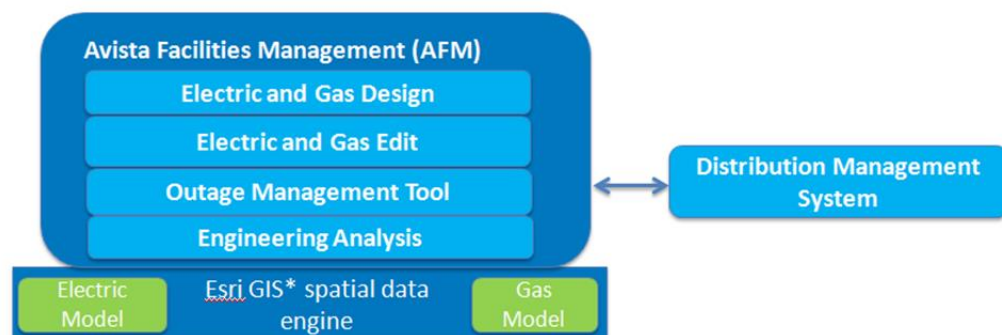 Avista Facilities Management (AFM)
Electric and Gas Design
Electric and Gas Edit
Outage Management Tool
Engineering Analysis
Distribution Management
System
Electric
Model
Esri GIS* spatial data
engine
Gas
Model